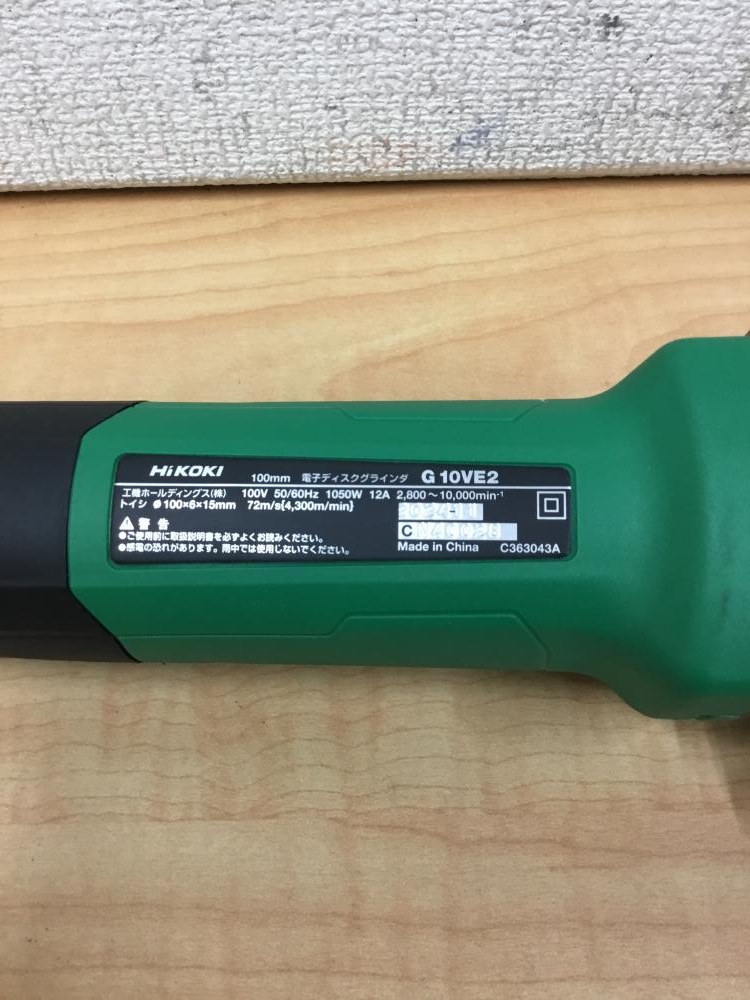 HiKOKI 100mm 電子ディスクグラインダ G 10VE2
工機ホールディングス(株) 100V 50/60Hz 1050W 12A 2,800〜10,000min-1
トイシ φ100×6×15mm 72m/s{4,300m/min}
警告
●ご使用前に取扱説明書を必ずよくお読みください。
●感電の恐れがあります。雨中では使用しないでください。
C
Made in China C363043A